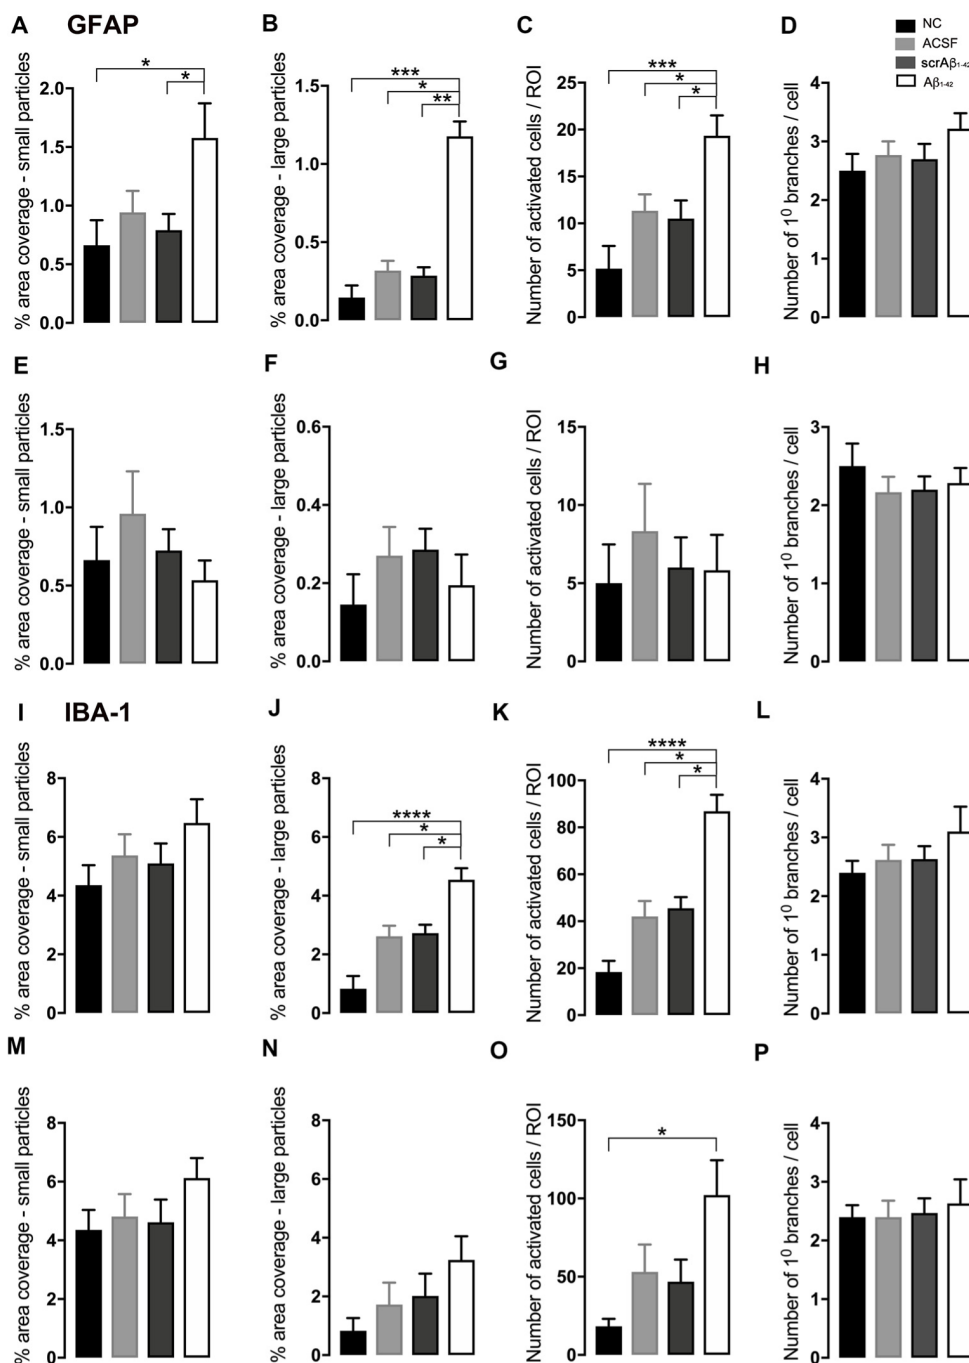 A GFAP
B
C
D
NC
ACSF
scrAβ₁₋₄₂
Aβ₁₋₄₂
% area coverage - small particles
2.0
1.5
1.0
0.5
0.0
*
*
% area coverage - large particles
1.5
1.0
0.5
0.0
***
*
**
Number of activated cells / ROI
25
20
15
10
5
0
***
*
*
Number of 1⁰ branches / cell
4
3
2
1
0
E
F
G
H
% area coverage - small particles
1.5
1.0
0.5
0.0
% area coverage - large particles
0.6
0.4
0.2
0.0
Number of activated cells / ROI
15
10
5
0
Number of 1⁰ branches / cell
3
2
1
0
I IBA-1
J
K
L
% area coverage - small particles
8
6
4
2
0
% area coverage - large particles
8
6
4
2
0
****
*
*
Number of activated cells / ROI
100
80
60
40
20
0
****
*
*
Number of 1⁰ branches / cell
4
3
2
1
0
M
N
O
P
% area coverage - small particles
8
6
4
2
0
% area coverage - large particles
8
6
4
2
0
Number of activated cells / ROI
150
100
50
0
*
Number of 1⁰ branches / cell
4
3
2
1
0